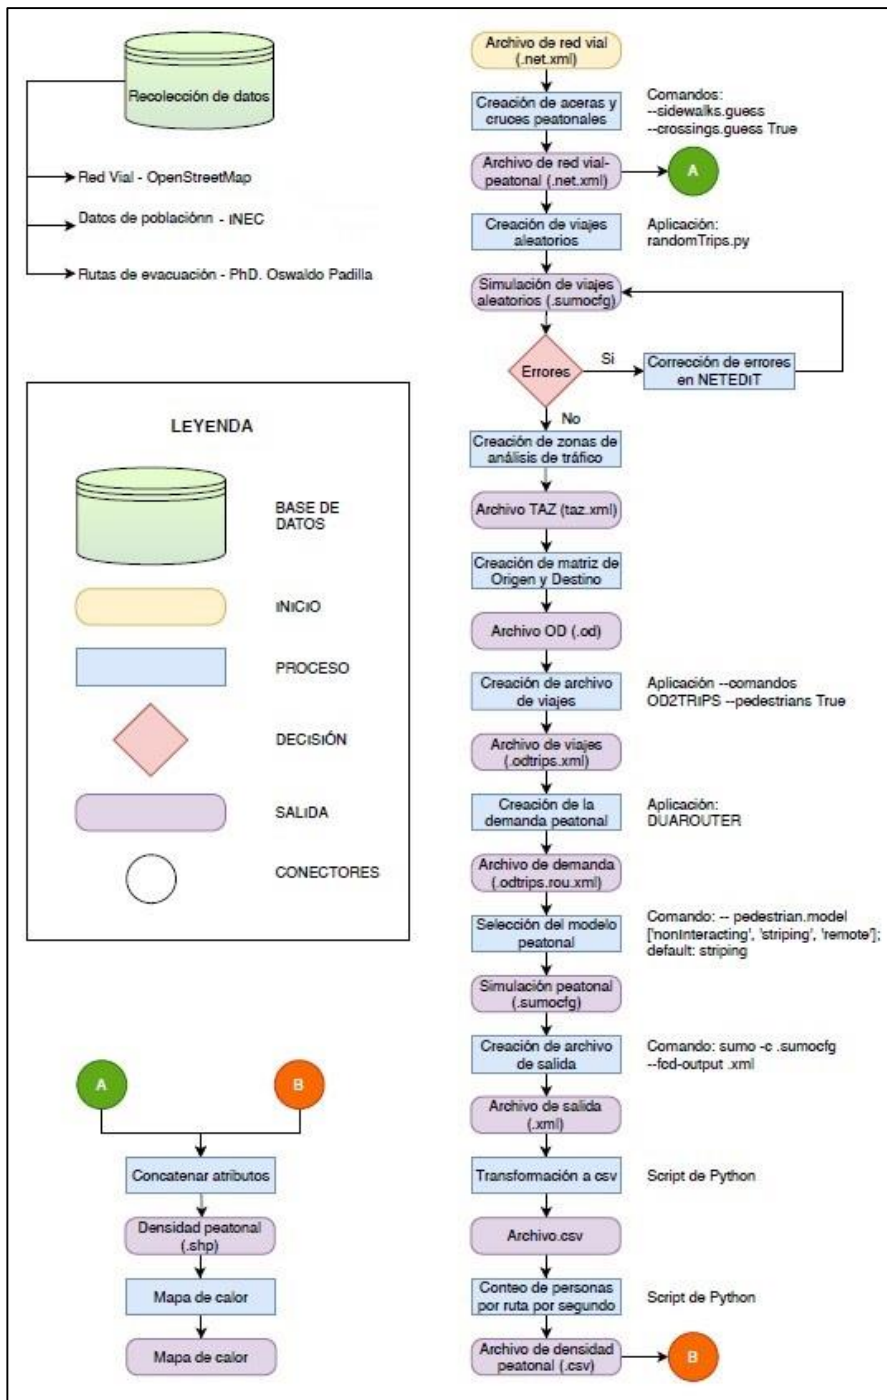 Recolección de datos
Red Vial - OpenStreetMap
Datos de poblaciónn - INEC
Rutas de evacuación - PhD. Oswaldo Padilla
LEYENDA
BASE DE
DATOS
INICIO
PROCESO
DECISIÓN
SALIDA
CONECTORES
A
B
Concatenar atributos
Densidad peatonal
(.shp)
Mapa de calor
Mapa de calor
Archivo de red vial
(.net.xml)
Creación de aceras y
cruces peatonales
Comandos:
--sidewalks.guess
--crossings.guess True
Archivo de red vial-
peatonal (.net.xml)
A
Creación de viajes
aleatorios
Aplicación:
randomTrips.py
Simulación de viajes
aleatorios (.sumocfg)
Errores
Si
Corrección de errores
en NETEDIT
No
Creación de zonas de
análisis de tráfico
Archivo TAZ (taz.xml)
Creación de matriz de
Origen y Destino
Archivo OD (.od)
Creación de archivo
de viajes
Aplicación --comandos
OD2TRIPS --pedestrians True
Archivo de viajes
(.odtrips.xml)
Creación de la
demanda peatonal
Aplicación:
DUAROUTER
Archivo de demanda
(.odtrips.rou.xml)
Selección del modelo
peatonal
Comando: -- pedestrian.model
['nonInteracting', 'striping', 'remote'];
default: striping
Simulación peatonal
(.sumocfg)
Creación de archivo
de salida
Comando: sumo -c .sumocfg
--fcd-output .xml
Archivo de salida
(.xml)
Transformación a csv
Script de Python
Archivo.csv
Conteo de personas
por ruta por segundo
Script de Python
Archivo de densidad
peatonal (.csv)
B